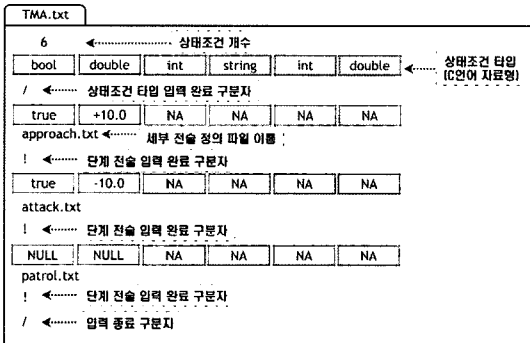 TMA.txt
6 상태조건 개수
bool double int string int double 상태조건 타입
(C언어 자료형)
/ 상태조건 타입 입력 완료 구분자
true +10.0 NA NA NA NA
approach.txt 세부 전술 정의 파일 이름
! 단계 전술 입력 완료 구분자
true -10.0 NA NA NA NA
attack.txt
! 단계 전술 입력 완료 구분자
NULL NULL NA NA NA NA
patrol.txt
! 단계 전술 입력 완료 구분자
/ 입력 종료 구분자